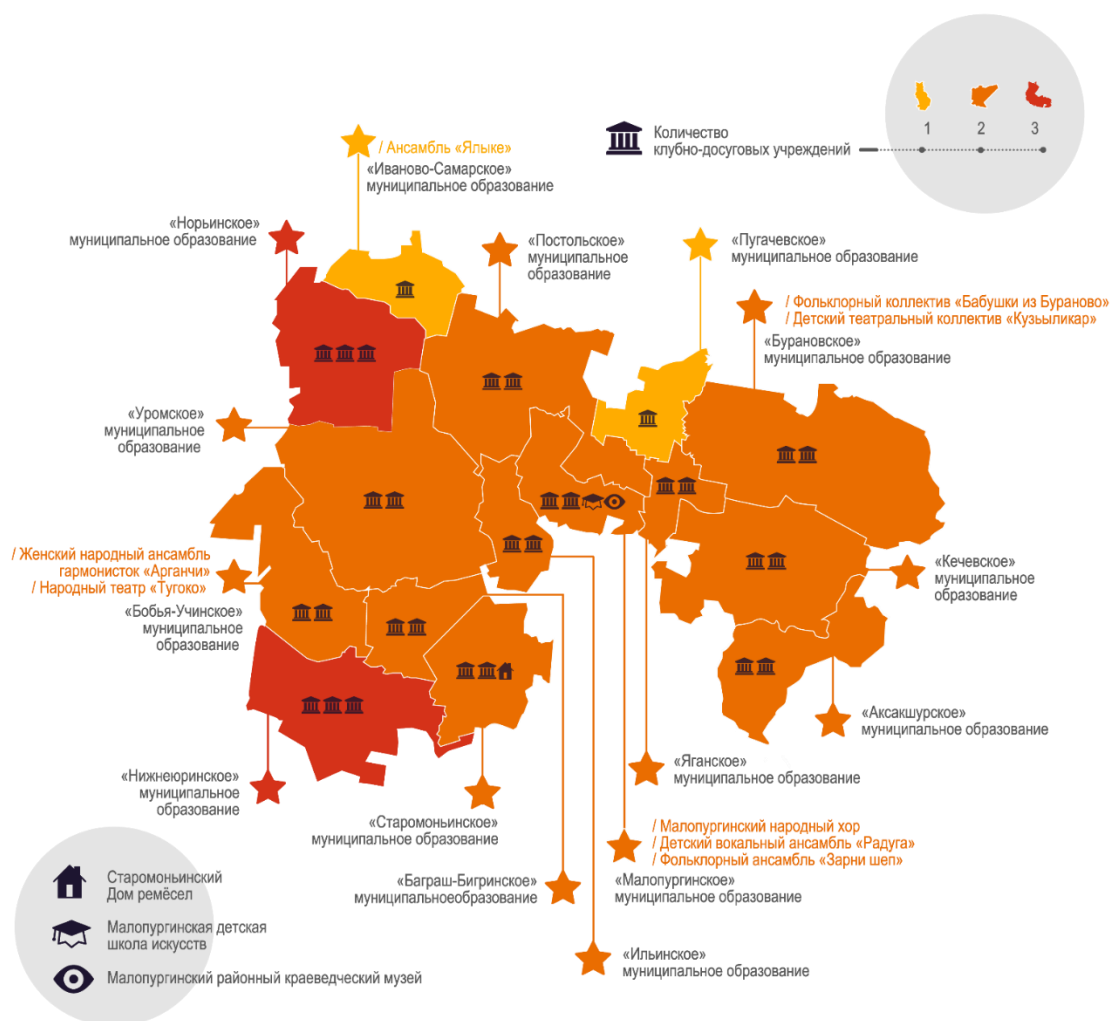 1
2
3
Количество
клубно-досуговых учреждений
/ Ансамбль «Ялыке»
«Иваново-Самарское»
муниципальное образование
«Норьинское»
муниципальное образование
«Постольское»
муниципальное
образование
«Пугачевское»
муниципальное образование
/ Фольклорный коллектив «Бабушки из Бураново»
/ Детский театральный коллектив «Кузьыликар»
«Бурановское»
муниципальное образование
«Уромское»
муниципальное
образование
/ Женский народный ансамбль
гармонисток «Арганчи»
/ Народный театр «Тугоко»
«Бобья-Учинское»
муниципальное
образование
«Кечевское»
муниципальное
образование
«Аксакшурское»
муниципальное
образование
«Яганское»
муниципальное образование
«Нижнеюринское»
муниципальное
образование
«Старомоньинское»
муниципальное образование
/ Малопургинский народный хор
/ Детский вокальный ансамбль «Радуга»
/ Фольклорный ансамбль «Зарни шеп»
«Малопургинское»
муниципальное образование
«Баграш-Бигринское»
муниципальноеобразование
«Ильинское»
муниципальное образование
Старомоньинский
Дом ремёсел
Малопургинская детская
школа искусств
Малопургинский районный краеведческий музей